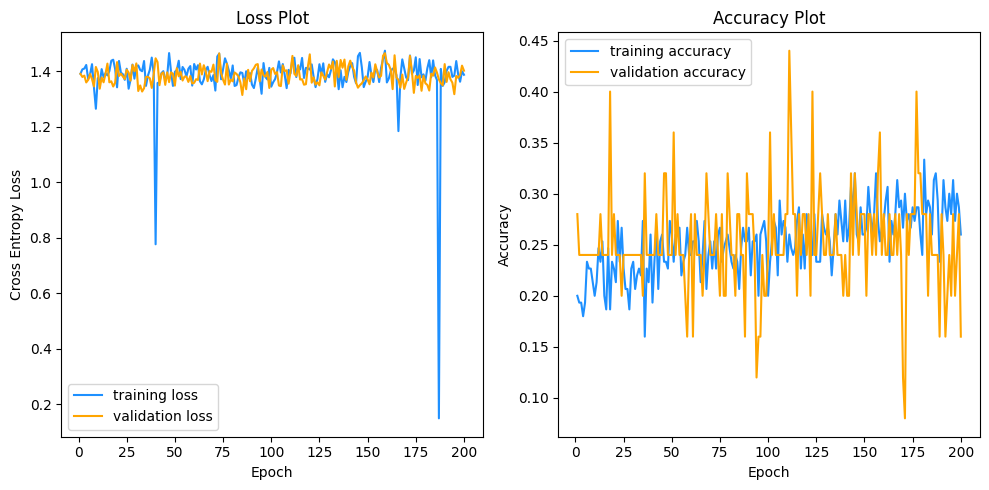 Loss Plot
Cross Entropy Loss
1.4
1.2
1.0
0.8
0.6
0.4
0.2
training loss
validation loss
0 25 50 75 100 125 150 175 200
Epoch
Accuracy Plot
Accuracy
0.45
0.40
0.35
0.30
0.25
0.20
0.15
0.10
training accuracy
validation accuracy
0 25 50 75 100 125 150 175 200
Epoch